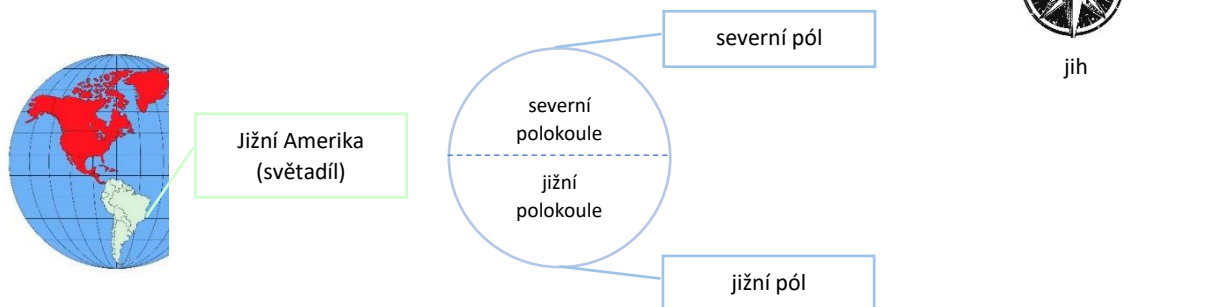 severní pól
jih
severní
polokoule
Jižní Amerika
(světadíl)
jižní
polokoule
jižní pól